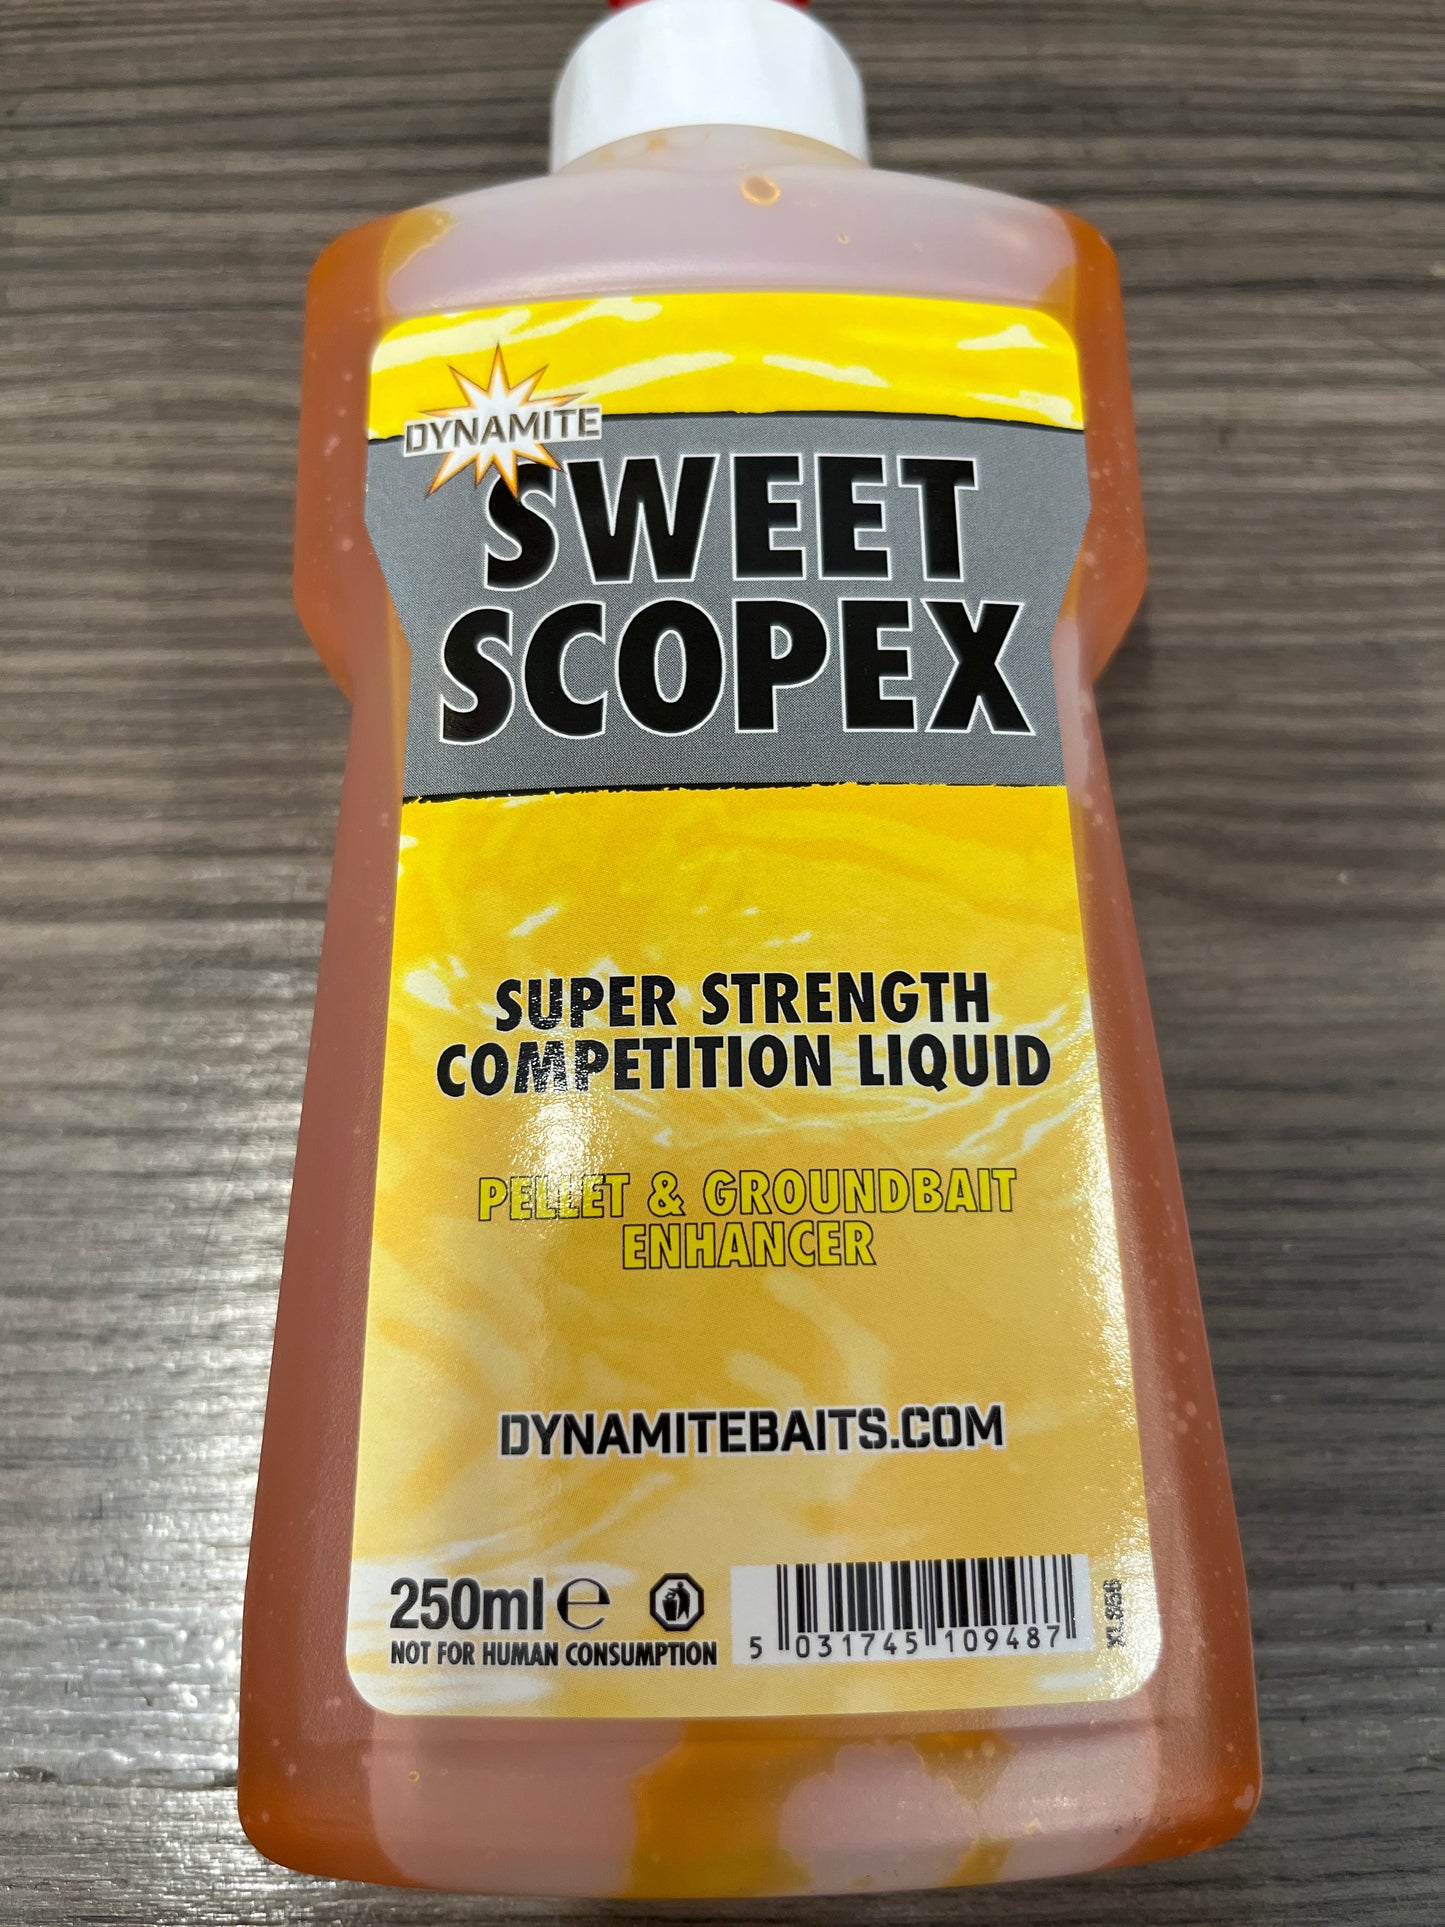 DYNAMITE
SWEET
SCOPEX
SUPER STRENGTH
COMPETITION LIQUID
PELLET & GROUNDBAIT
ENHANCER
DYNAMITEBAITS.COM
250ml e
NOT FOR HUMAN CONSUMPTION
5 031745 109487